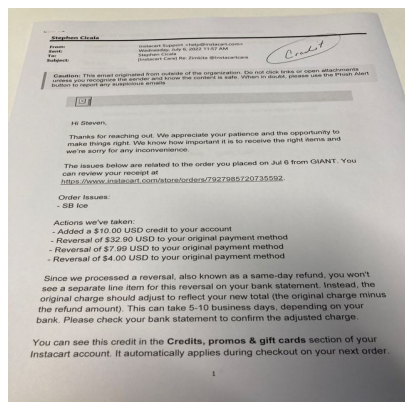 Stephen Cicala
From: Instacart Support <help@instacart.com>
Sent: Wednesday, July 6, 2022 11:57 AM
To: Stephen Cicala
Subject: [Instacart Care] Re: Zimkita @Instacartcare
Credit
Caution: This email originated from outside of the organization. Do not click links or open attachments
unless you recognize the sender and know the content is safe. When in doubt, please use the Phish Alert
button to report any suspicious emails
Hi Steven,
Thanks for reaching out. We appreciate your patience and the opportunity to
make things right. We know how important it is to receive the right items and
we're sorry for any inconvenience.
The issues below are related to the order you placed on Jul 6 from GIANT. You
can review your receipt at
https://www.instacart.com/store/orders/7927985720735592.
Order Issues:
- SB Ice
Actions we've taken:
- Added a $10.00 USD credit to your account
- Reversal of $32.90 USD to your original payment method
- Reversal of $7.99 USD to your original payment method
- Reversal of $4.00 USD to your original payment method
Since we processed a reversal, also known as a same-day refund, you won't
see a separate line item for this reversal on your bank statement. Instead, the
original charge should adjust to reflect your new total (the original charge minus
the refund amount). This can take 5-10 business days, depending on your
bank. Please check your bank statement to confirm the adjusted charge.
You can see this credit in the Credits, promos & gift cards section of your
Instacart account. It automatically applies during checkout on your next order.
1